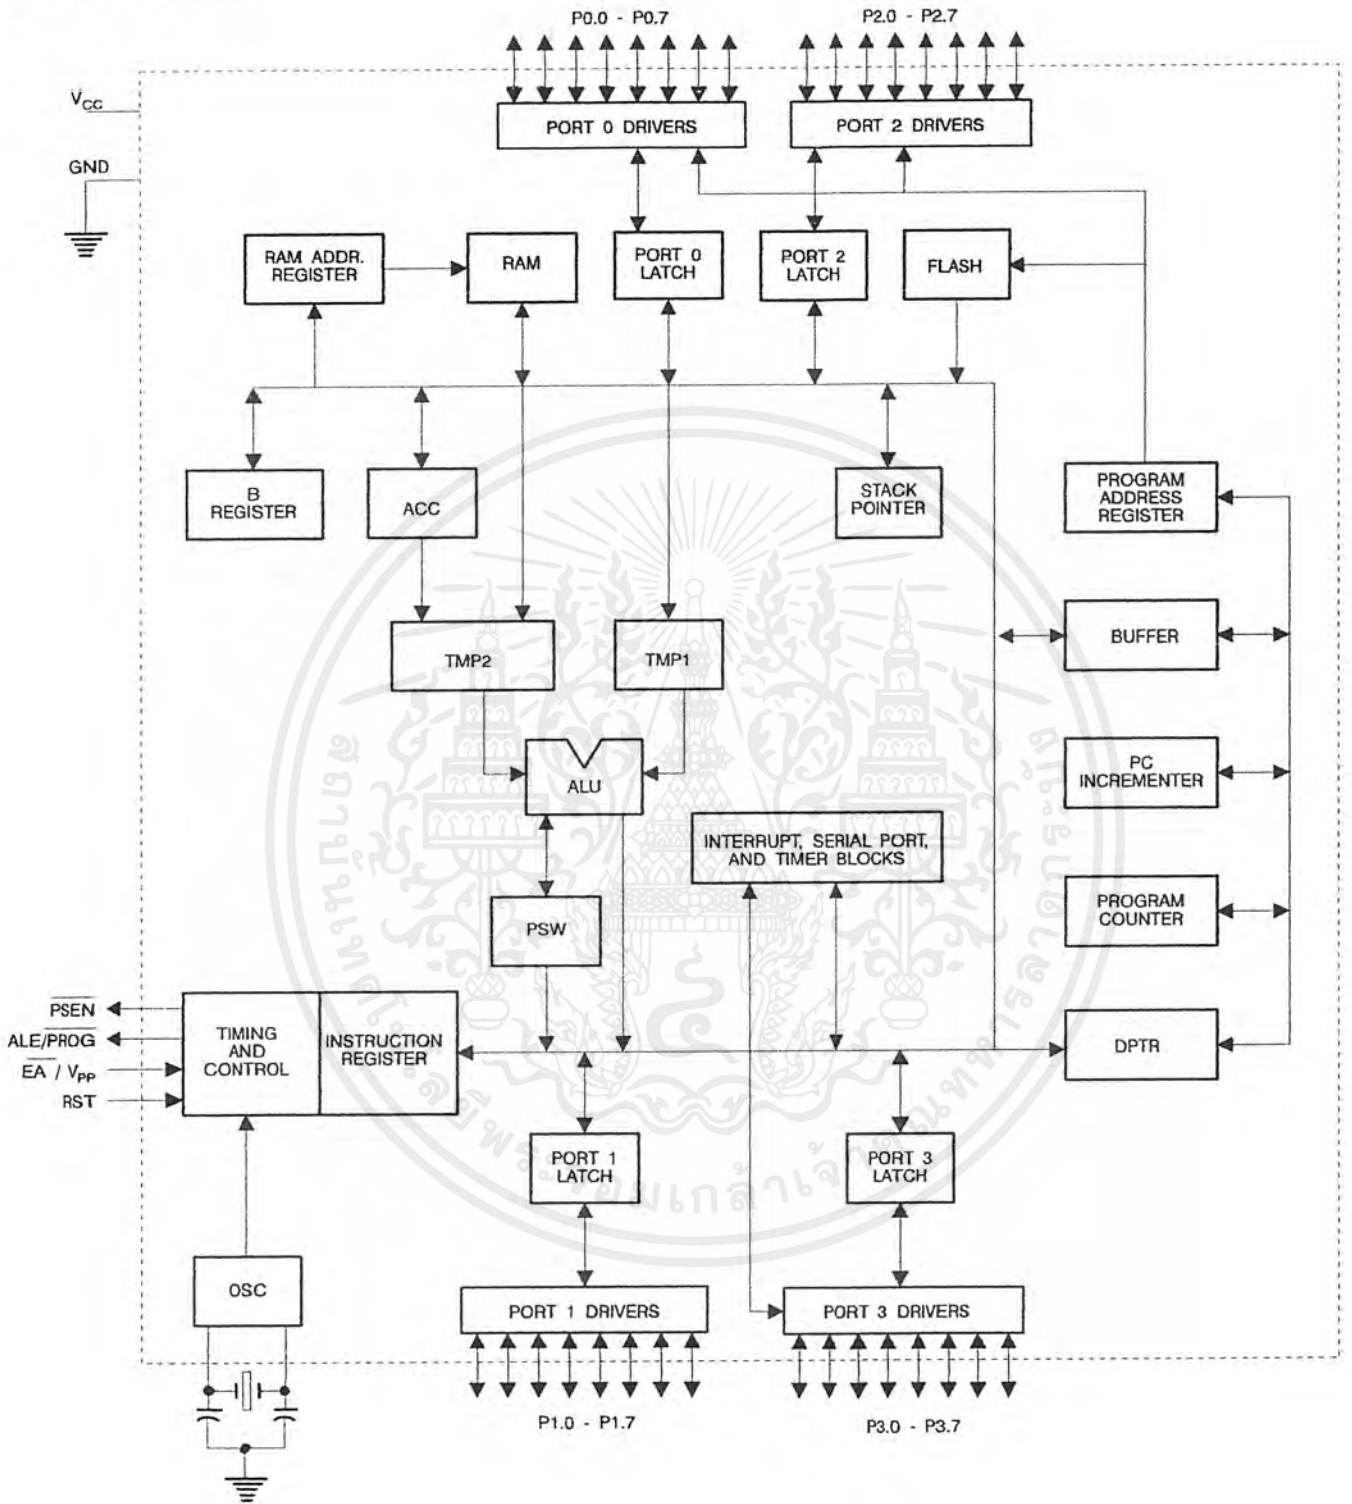 P0.0 - P0.7
P2.0 - P2.7
VCC
GND
PORT 0 DRIVERS
PORT 2 DRIVERS
RAM ADDR.
REGISTER
RAM
PORT 0
LATCH
PORT 2
LATCH
FLASH
B
REGISTER
ACC
STACK
POINTER
PROGRAM
ADDRESS
REGISTER
TMP2
TMP1
BUFFER
ALU
PC
INCREMENTER
INTERRUPT, SERIAL PORT,
AND TIMER BLOCKS
PSW
PROGRAM
COUNTER
PSEN
ALE/PROG
EA / VPP
RST
TIMING
AND
CONTROL
INSTRUCTION
REGISTER
DPTR
PORT 1
LATCH
PORT 3
LATCH
OSC
PORT 1 DRIVERS
PORT 3 DRIVERS
P1.0 - P1.7
P3.0 - P3.7